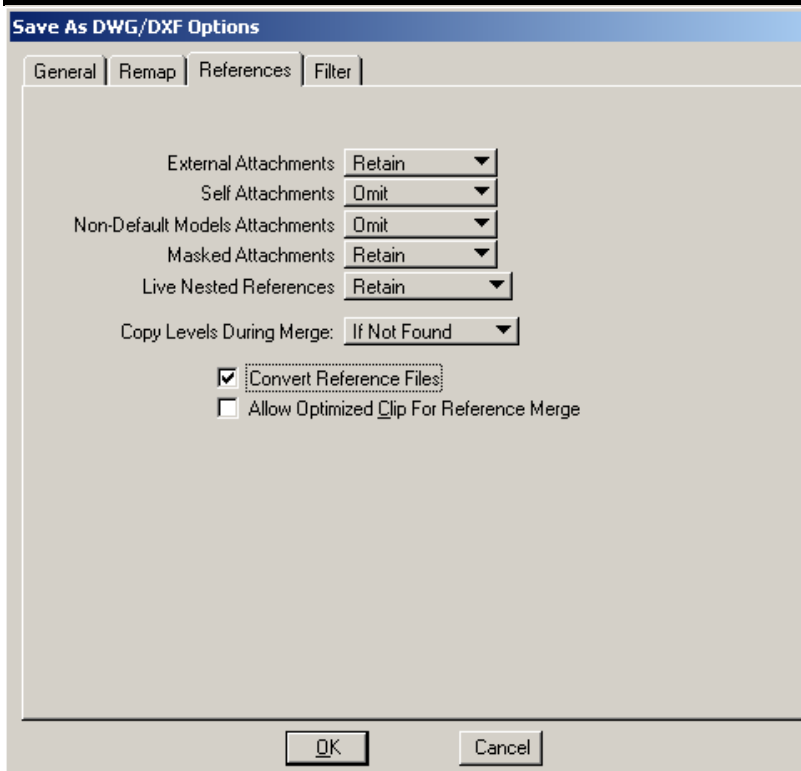 Save As DWG/DXF Options
General Remap References Filter
External Attachments Retain
Self Attachments Omit
Non-Default Models Attachments Omit
Masked Attachments Retain
Live Nested References Retain
Copy Levels During Merge: If Not Found
Convert Reference Files
Allow Optimized Clip For Reference Merge
OK Cancel